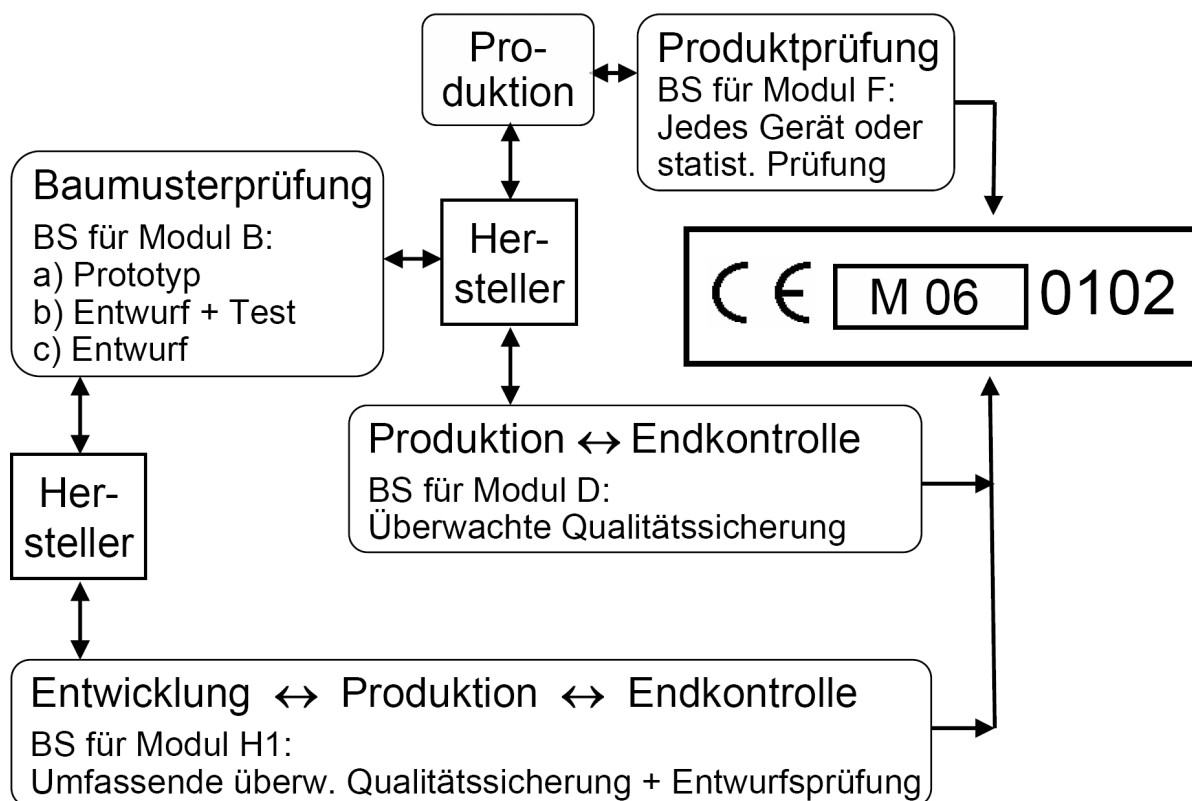 Pro-
duktion
Produktprüfung
BS für Modul F:
Jedes Gerät oder
statist. Prüfung
Baumusterprüfung
BS für Modul B:
a) Prototyp
b) Entwurf + Test
c) Entwurf
Her-
steller
CE M 06 0102
Produktion ↔ Endkontrolle
BS für Modul D:
Überwachte Qualitätssicherung
Her-
steller
Entwicklung ↔ Produktion ↔ Endkontrolle
BS für Modul H1:
Umfassende überw. Qualitätssicherung + Entwurfsprüfung